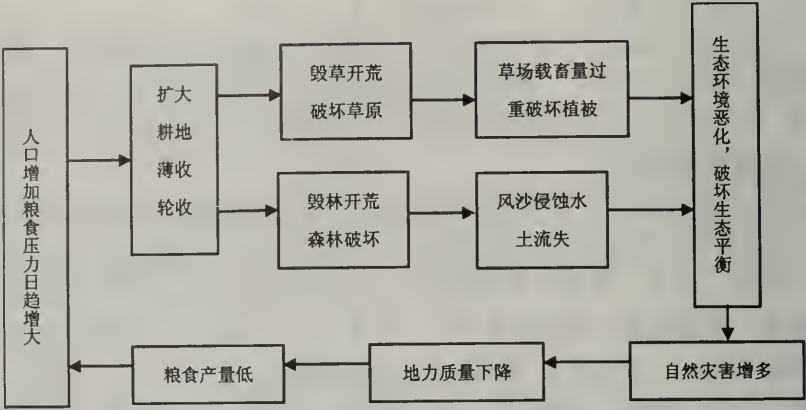 人口增加粮食压力日趋增大
扩大
耕地
薄收
轮收
毁草开荒
破坏草原
草场载畜量过
重破坏植被
毁林开荒
森林破坏
风沙侵蚀水
土流失
生态环境恶化，破坏生态平衡
自然灾害增多
地力质量下降
粮食产量低